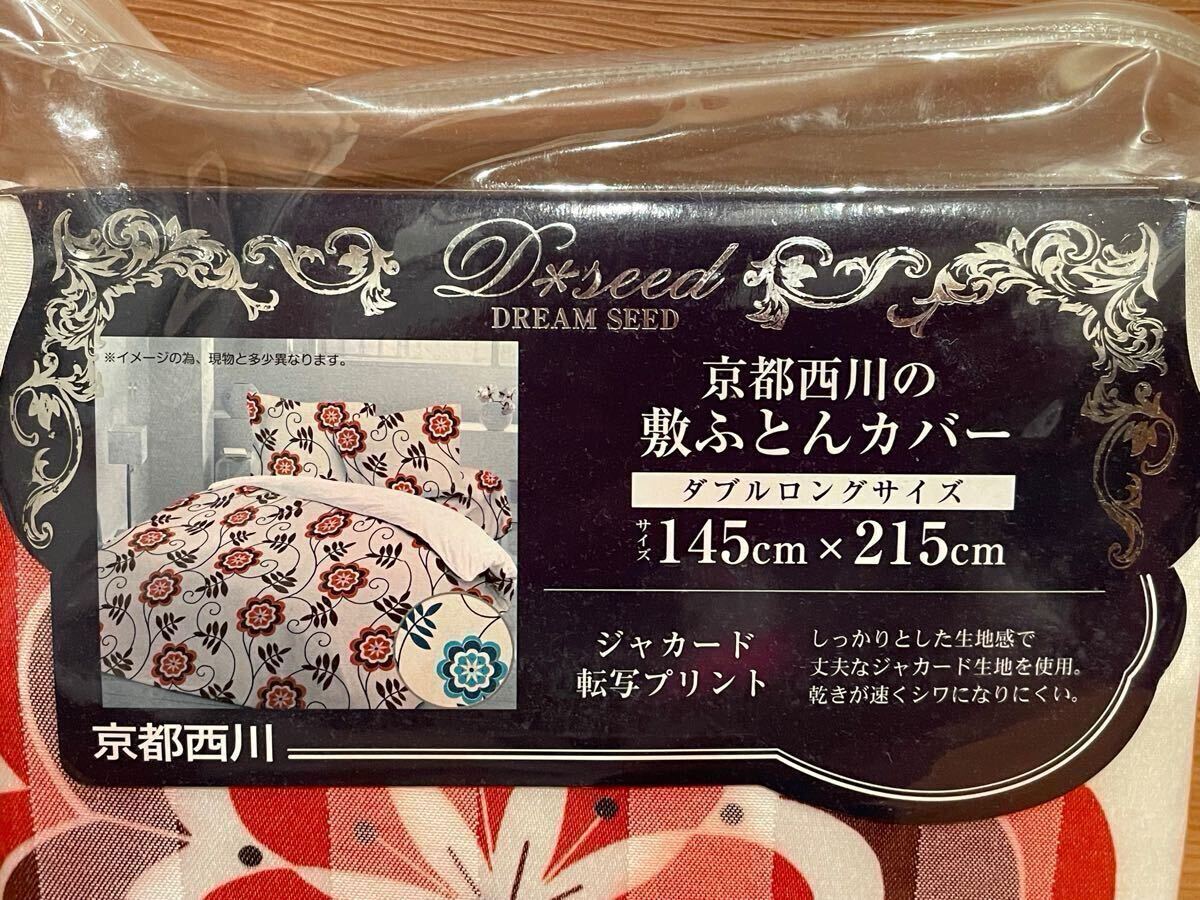 D*seed
DREAM SEED
※イメージの為、現物と多少異なります。
京都西川の
敷ふとんカバー
ダブルロングサイズ
サイズ145cm×215cm
ジャカード
転写プリント
しっかりとした生地感で
丈夫なジャカード生地を使用。
乾きが速くシワになりにくい。
京都西川